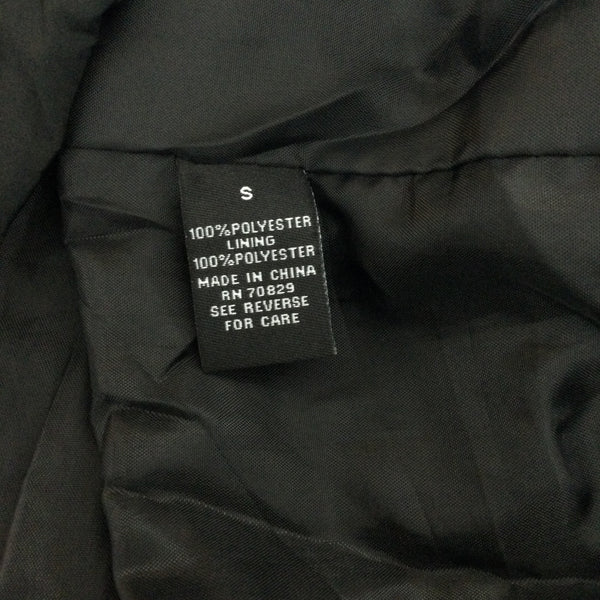 S
100%POLYESTER
LINING
100%POLYESTER
MADE IN CHINA
RN 70829
SEE REVERSE
FOR CARE